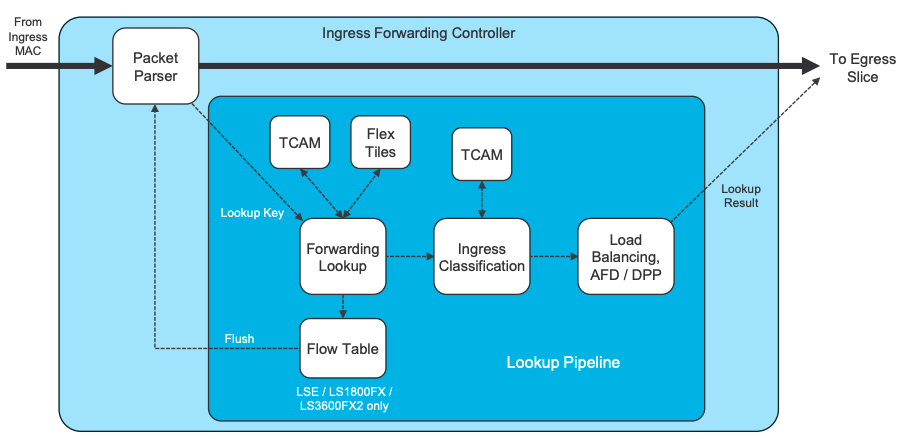 From
Ingress
MAC
Ingress Forwarding Controller
Packet
Parser
To Egress
Slice
TCAM
Flex
Tiles
TCAM
Lookup Key
Lookup
Result
Forwarding
Lookup
Ingress
Classification
Load
Balancing,
AFD / DPP
Flush
Flow Table
Lookup Pipeline
LSE / LS1800FX /
LS3600FX2 only